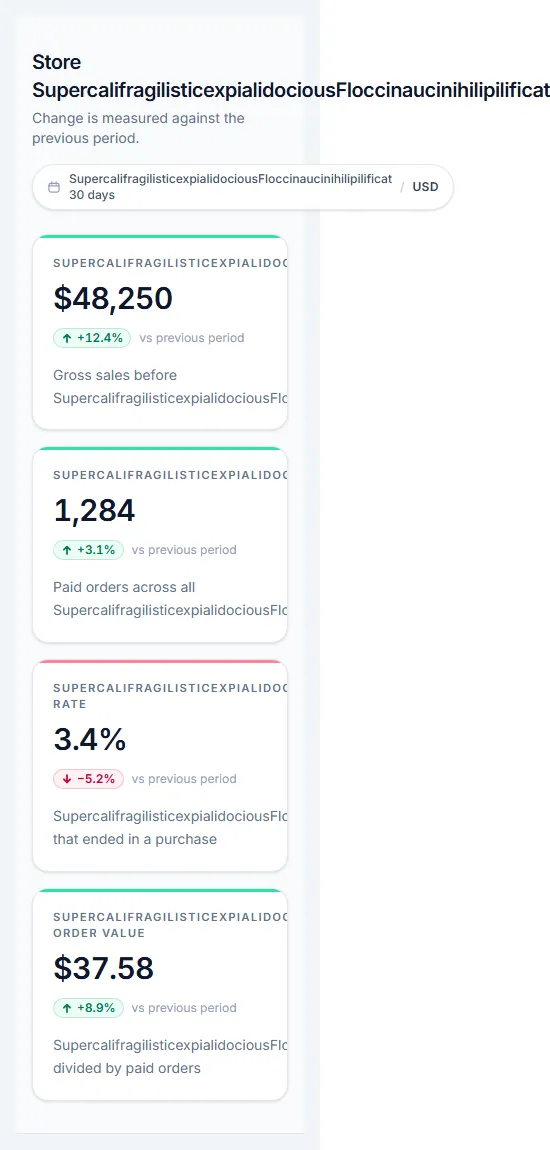 Store
SupercalifragilisticexpialidociousFloccinaucinihilipilificat
Change is measured against the
previous period.
SupercalifragilisticexpialidociousFloccinaucinihilipilificat
30 days
/ USD
SUPERCALIFRAGILISTICEXPIALIDOC
$48,250
↑ +12.4% vs previous period
Gross sales before
SupercalifragilisticexpialidociousFlo
SUPERCALIFRAGILISTICEXPIALIDOC
1,284
↑ +3.1% vs previous period
Paid orders across all
SupercalifragilisticexpialidociousFlo
SUPERCALIFRAGILISTICEXPIALIDOC
RATE
3.4%
↓ −5.2% vs previous period
SupercalifragilisticexpialidociousFlo
that ended in a purchase
SUPERCALIFRAGILISTICEXPIALIDOC
ORDER VALUE
$37.58
↑ +8.9% vs previous period
SupercalifragilisticexpialidociousFlo
divided by paid orders